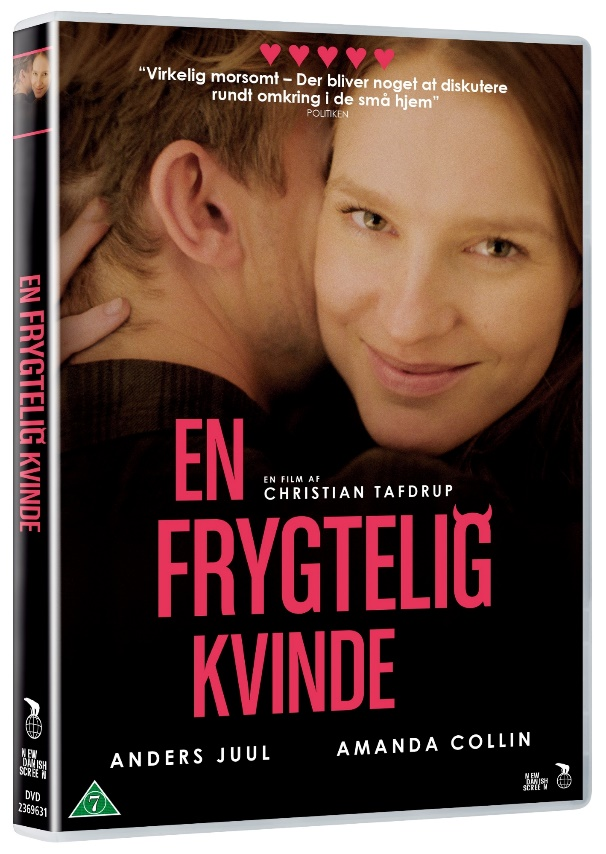 “Virkelig morsomt – Der bliver noget at diskutere
rundt omkring i de små hjem”
POLITIKEN
EN
EN FILM AF
CHRISTIAN TAFDRUP
FRYGTELIG
KVINDE
ANDERS JUUL
AMANDA COLLIN
7
NEW
DANISH
SCREEN
EN FRYGTELIG KVINDE
NEW
DANISH
SCREEN
DVD
2369631